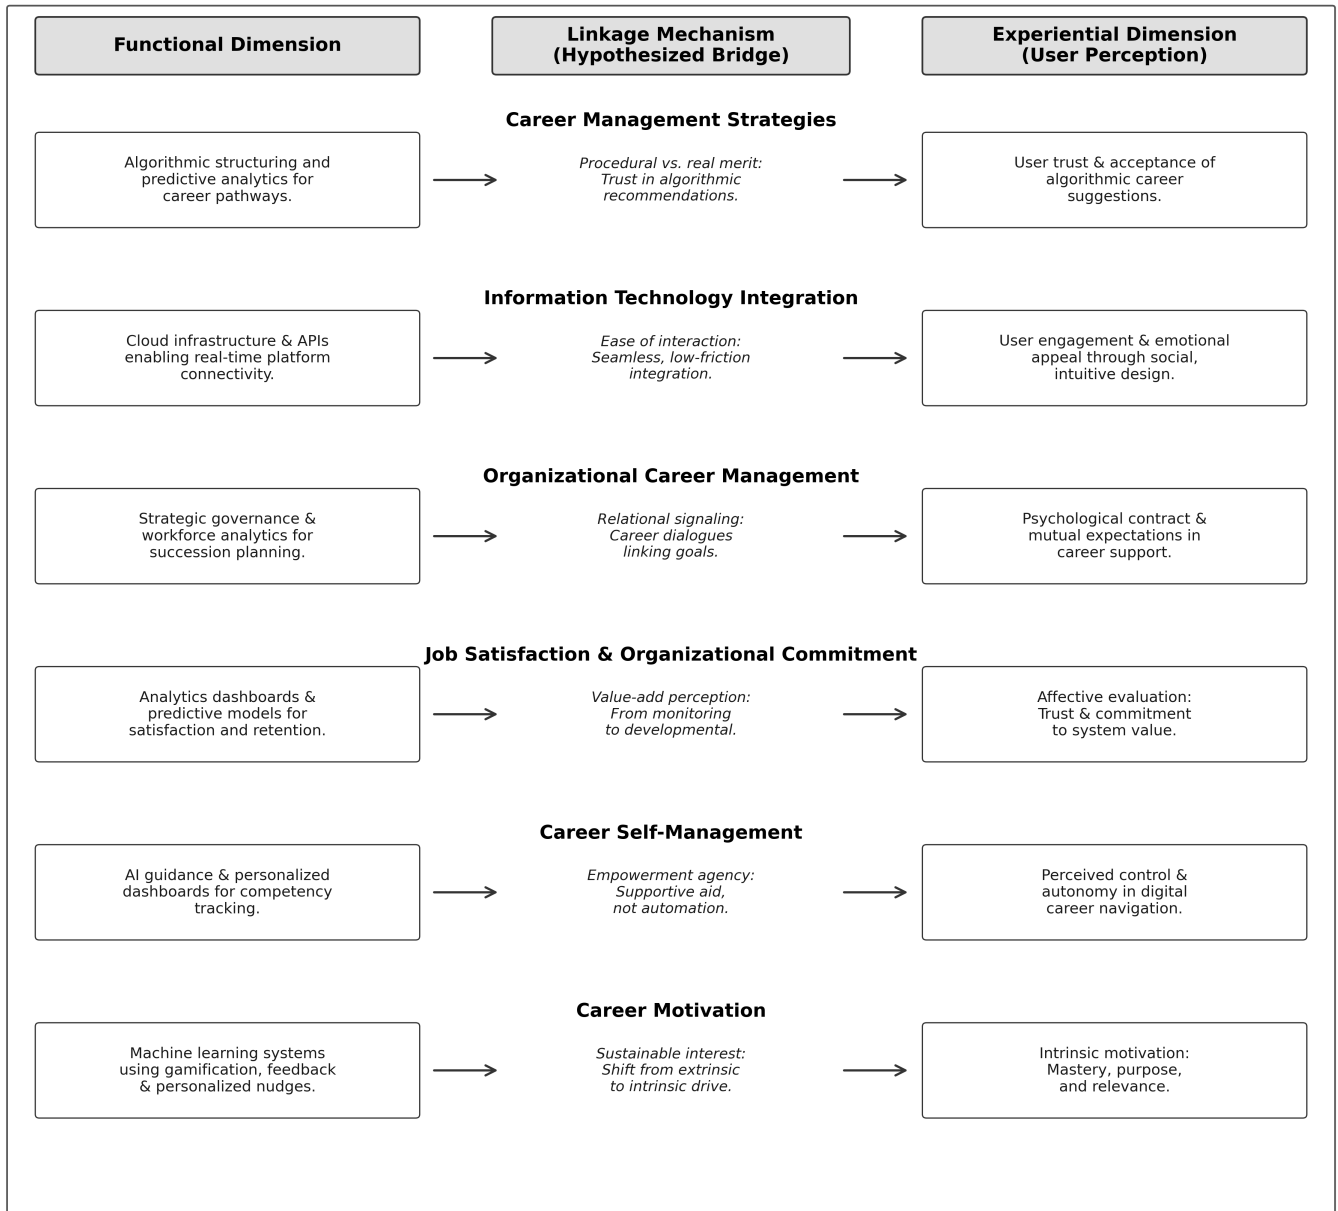 Functional Dimension
Linkage Mechanism
(Hypothesized Bridge)
Experiential Dimension
(User Perception)
Career Management Strategies
Algorithmic structuring and
predictive analytics for
career pathways.
Procedural vs. real merit:
Trust in algorithmic
recommendations.
User trust & acceptance of
algorithmic career
suggestions.
Information Technology Integration
Cloud infrastructure & APIs
enabling real-time platform
connectivity.
Ease of interaction:
Seamless, low-friction
integration.
User engagement & emotional
appeal through social,
intuitive design.
Organizational Career Management
Strategic governance &
workforce analytics for
succession planning.
Relational signaling:
Career dialogues
linking goals.
Psychological contract &
mutual expectations in
career support.
Job Satisfaction & Organizational Commitment
Analytics dashboards &
predictive models for
satisfaction and retention.
Value-add perception:
From monitoring
to developmental.
Affective evaluation:
Trust & commitment
to system value.
Career Self-Management
AI guidance & personalized
dashboards for competency
tracking.
Empowerment agency:
Supportive aid,
not automation.
Perceived control &
autonomy in digital
career navigation.
Career Motivation
Machine learning systems
using gamification, feedback
& personalized nudges.
Sustainable interest:
Shift from extrinsic
to intrinsic drive.
Intrinsic motivation:
Mastery, purpose,
and relevance.